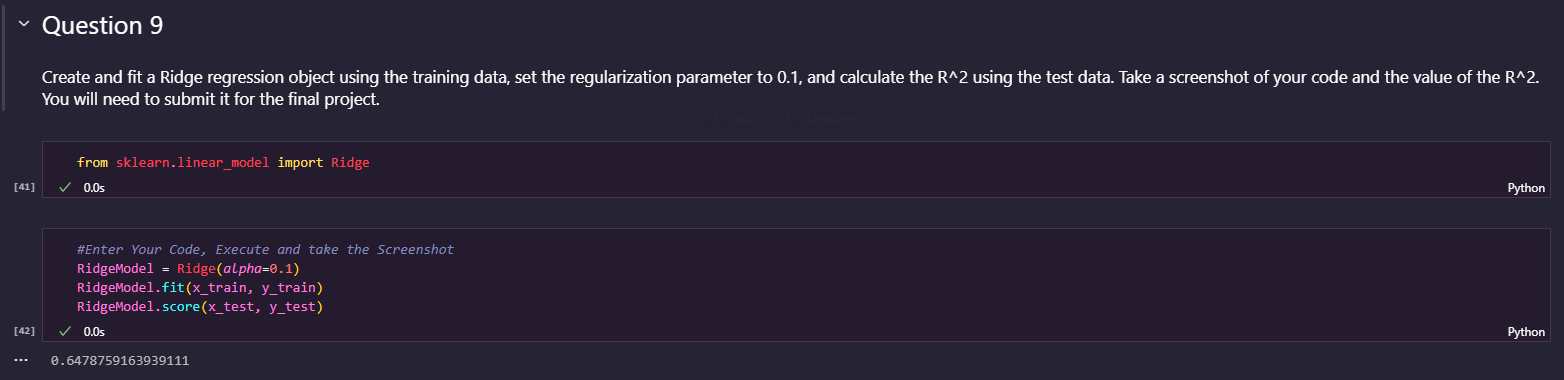 Question 9
Create and fit a Ridge regression object using the training data, set the regularization parameter to 0.1, and calculate the R^2 using the test data. Take a screenshot of your code and the value of the R^2.
You will need to submit it for the final project.
from sklearn.linear_model import Ridge
[41] 0.0s Python
#Enter Your Code, Execute and take the Screenshot
RidgeModel = Ridge(alpha=0.1)
RidgeModel.fit(x_train, y_train)
RidgeModel.score(x_test, y_test)
[42] 0.0s Python
... 0.6478759163939111